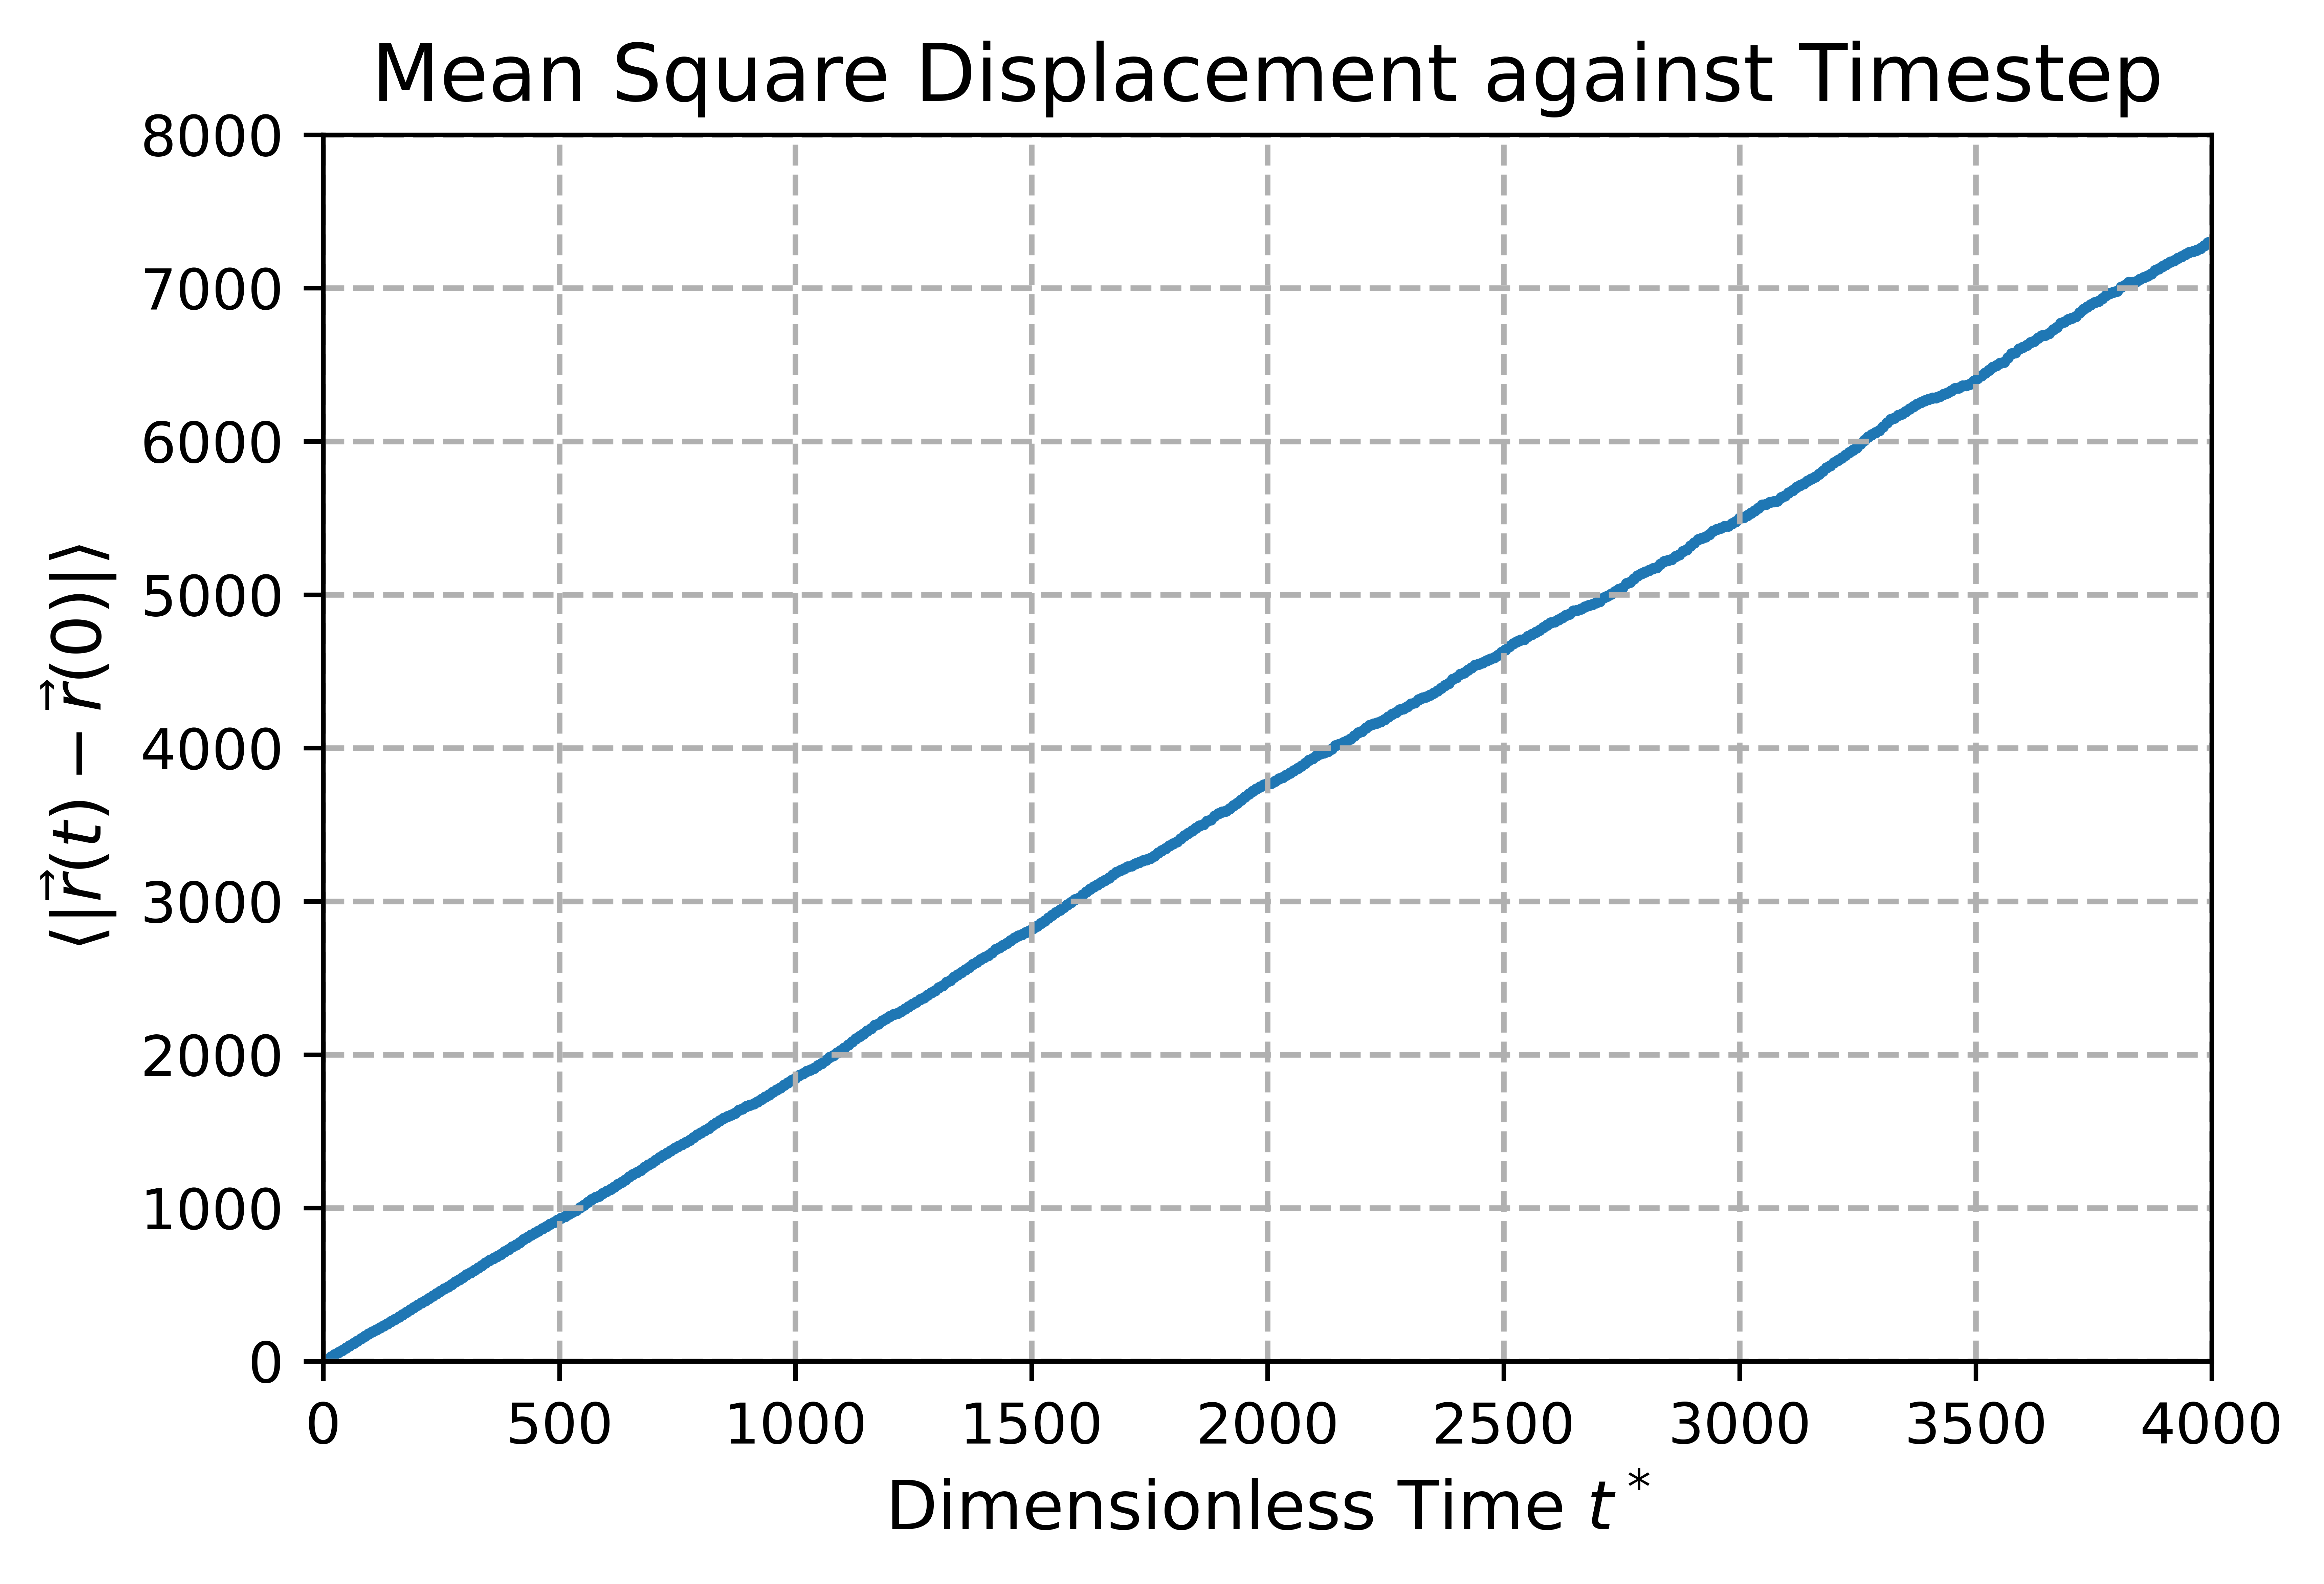 Mean Square Displacement against Timestep
8000
7000
6000
5000
4000
3000
2000
1000
0
⟨|r⃗(t) − r⃗(0)|⟩
0 500 1000 1500 2000 2500 3000 3500 4000
Dimensionless Time t*